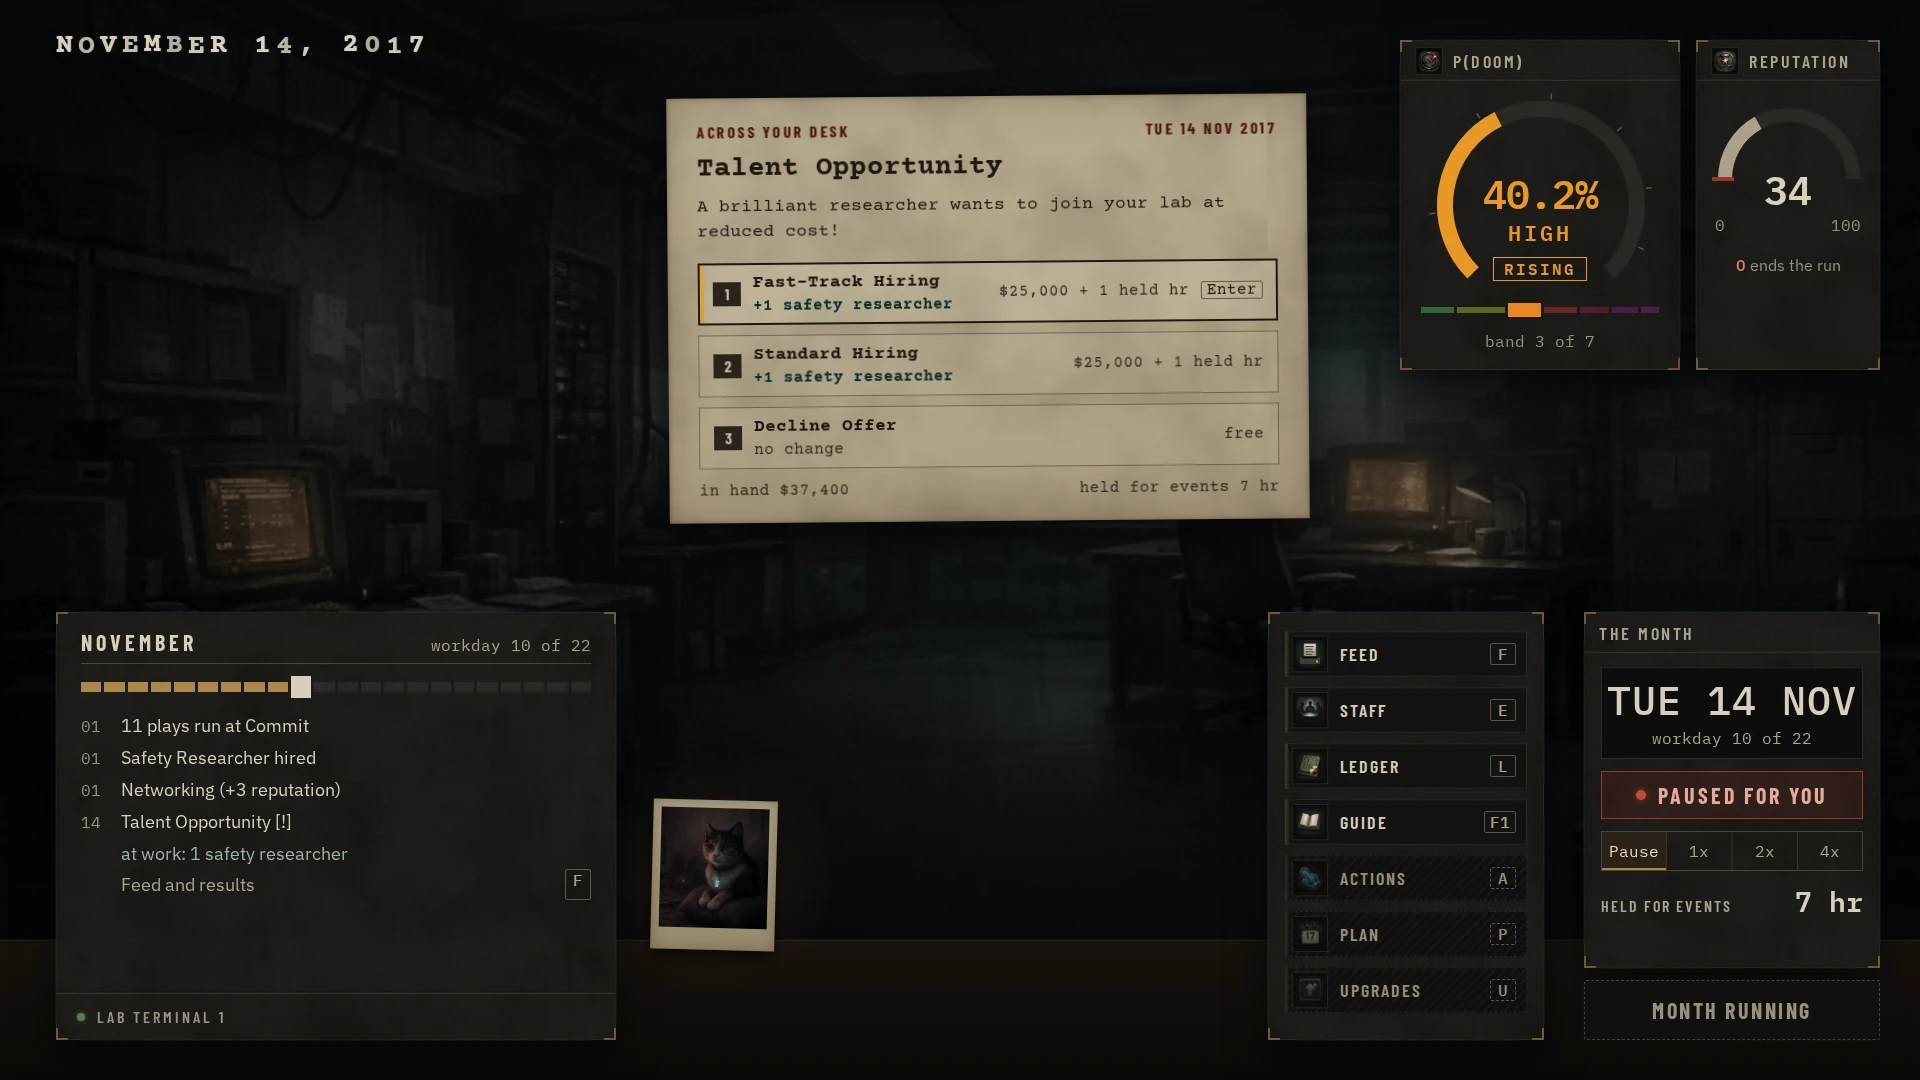 NOVEMBER 14, 2017
ACROSS YOUR DESK
TUE 14 NOV 2017
Talent Opportunity
A brilliant researcher wants to join your lab at
reduced cost!
1
Fast-Track Hiring
+1 safety researcher
$25,000 + 1 held hr
Enter
2
Standard Hiring
+1 safety researcher
$25,000 + 1 held hr
3
Decline Offer
no change
free
in hand $37,400
held for events 7 hr
P(DOOM)
40.2%
HIGH
RISING
band 3 of 7
REPUTATION
34
0
100
0 ends the run
NOVEMBER
workday 10 of 22
01 11 plays run at Commit
01 Safety Researcher hired
01 Networking (+3 reputation)
14 Talent Opportunity [!]
at work: 1 safety researcher
Feed and results
F
LAB TERMINAL 1
FEED F
STAFF E
LEDGER L
GUIDE F1
ACTIONS A
17
PLAN P
UPGRADES U
THE MONTH
TUE 14 NOV
workday 10 of 22
PAUSED FOR YOU
Pause 1x 2x 4x
HELD FOR EVENTS 7 hr
MONTH RUNNING